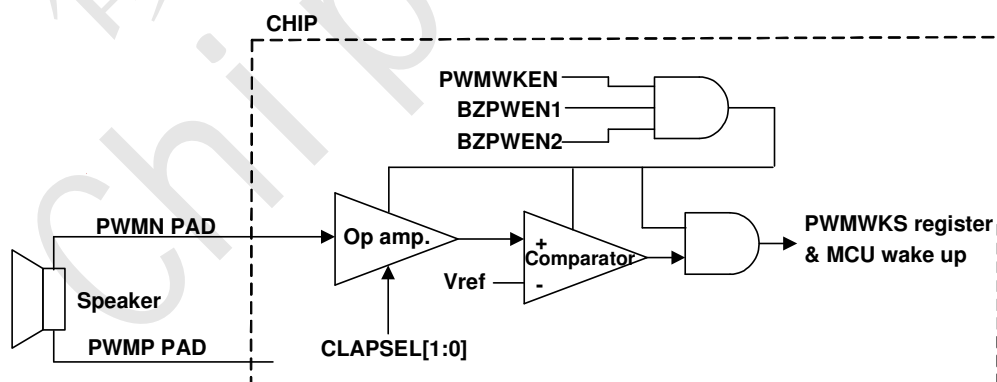 CHIP
PWMWKEN
BZPWEN1
BZPWEN2
PWMN PAD
Op amp.
+
Comparator
-
Vref
PWMWKS register
& MCU wake up
Speaker
PWMP PAD
CLAPSEL[1:0]
Chip